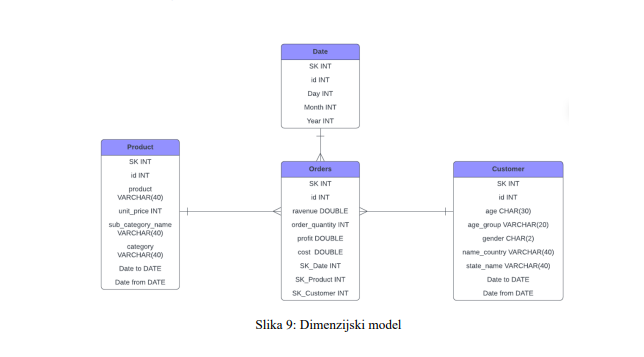 Date
SK INT
id INT
Day INT
Month INT
Year INT
Product
SK INT
id INT
product
VARCHAR(40)
unit_price INT
sub_category_name
VARCHAR(40)
category
VARCHAR(40)
Date to DATE
Date from DATE
Orders
SK INT
id INT
ravenue DOUBLE
order_quantity INT
profit DOUBLE
cost DOUBLE
SK_Date INT
SK_Product INT
SK_Customer INT
Customer
SK INT
id INT
age CHAR(30)
age_group VARCHAR(20)
gender CHAR(2)
name_country VARCHAR(40)
state_name VARCHAR(40)
Date to DATE
Date from DATE
Slika 9: Dimenzijski model